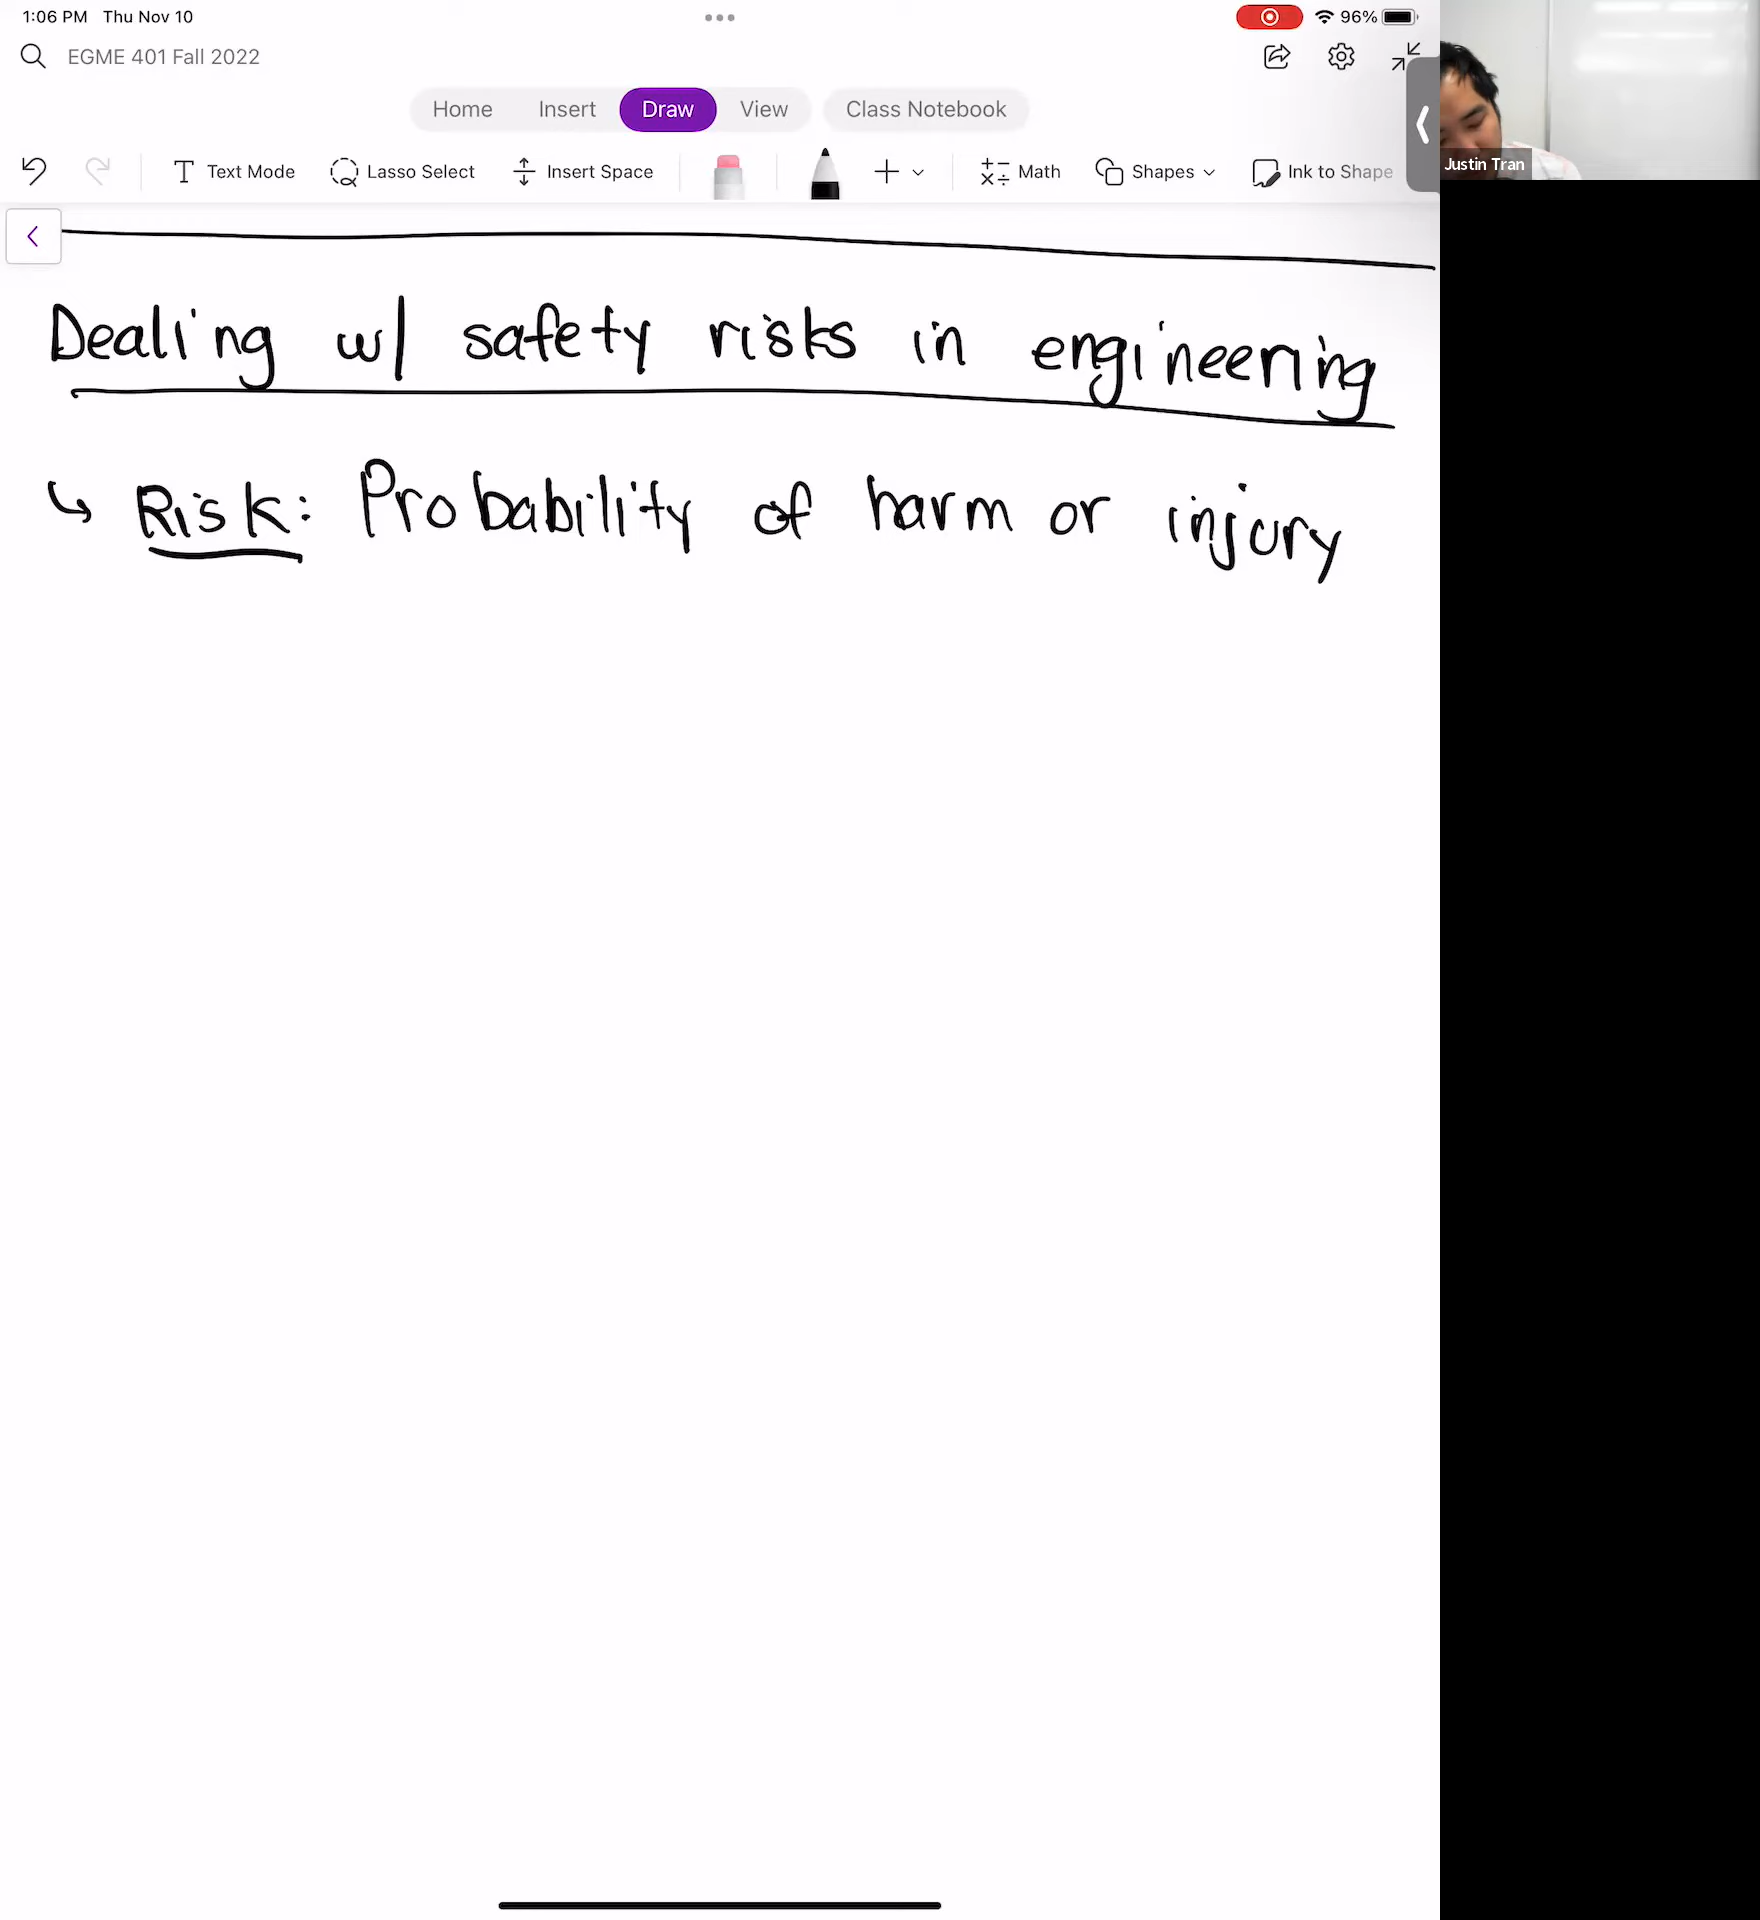 1:06 PM Thu Nov 10
96%
EGME 401 Fall 2022
Home Insert Draw View Class Notebook
Text Mode Lasso Select Insert Space Math Shapes Ink to Shape
Justin Tran
Dealing w/ safety risks in engineering
↳ Risk: Probability of harm or injury